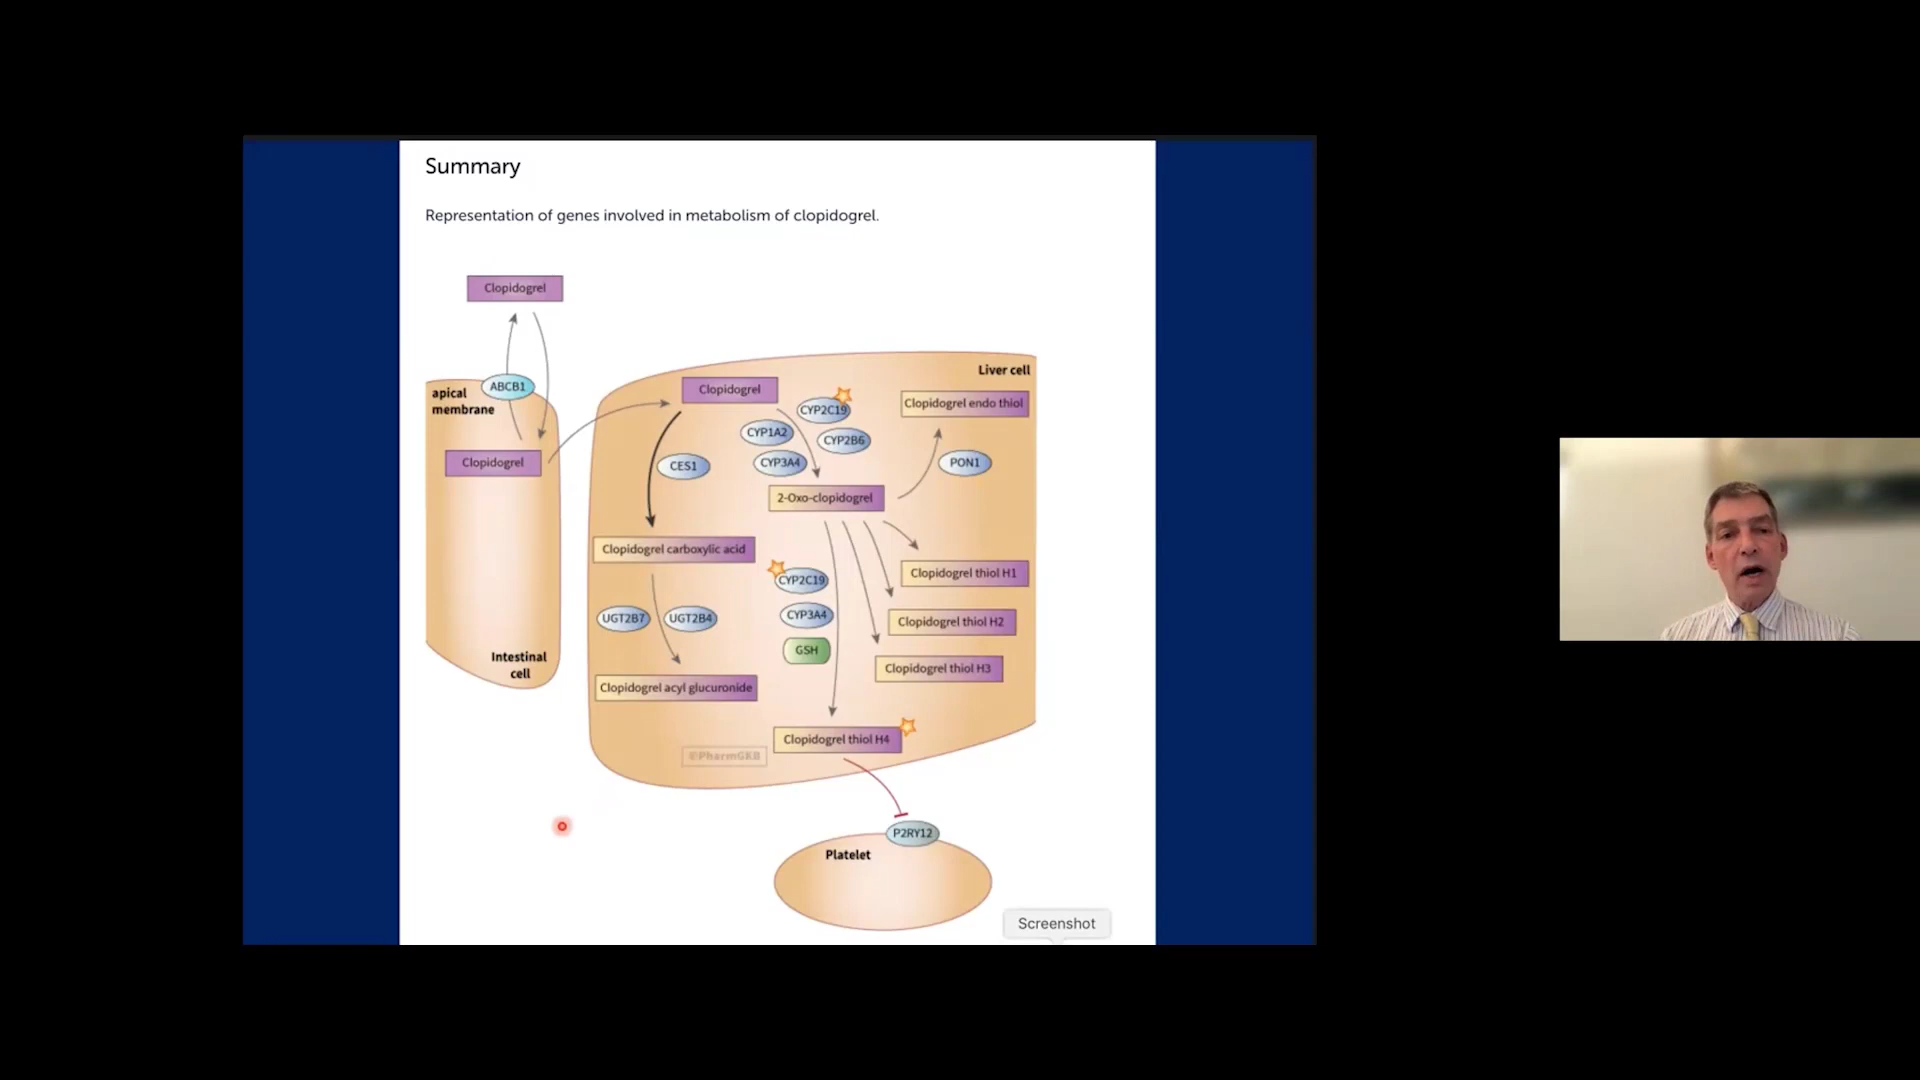 Summary
Representation of genes involved in metabolism of clopidogrel.
Clopidogrel
ABCB1
apical
membrane
Clopidogrel
Intestinal
cell
Liver cell
Clopidogrel
CYP2C19
CYP1A2
CYP2B6
CYP3A4
CES1
Clopidogrel endo thiol
PON1
2-Oxo-clopidogrel
Clopidogrel carboxylic acid
UGT2B7
UGT2B4
Clopidogrel acyl glucuronide
CYP2C19
CYP3A4
GSH
Clopidogrel thiol H1
Clopidogrel thiol H2
Clopidogrel thiol H3
Clopidogrel thiol H4
©PharmGKB
P2RY12
Platelet
Screenshot